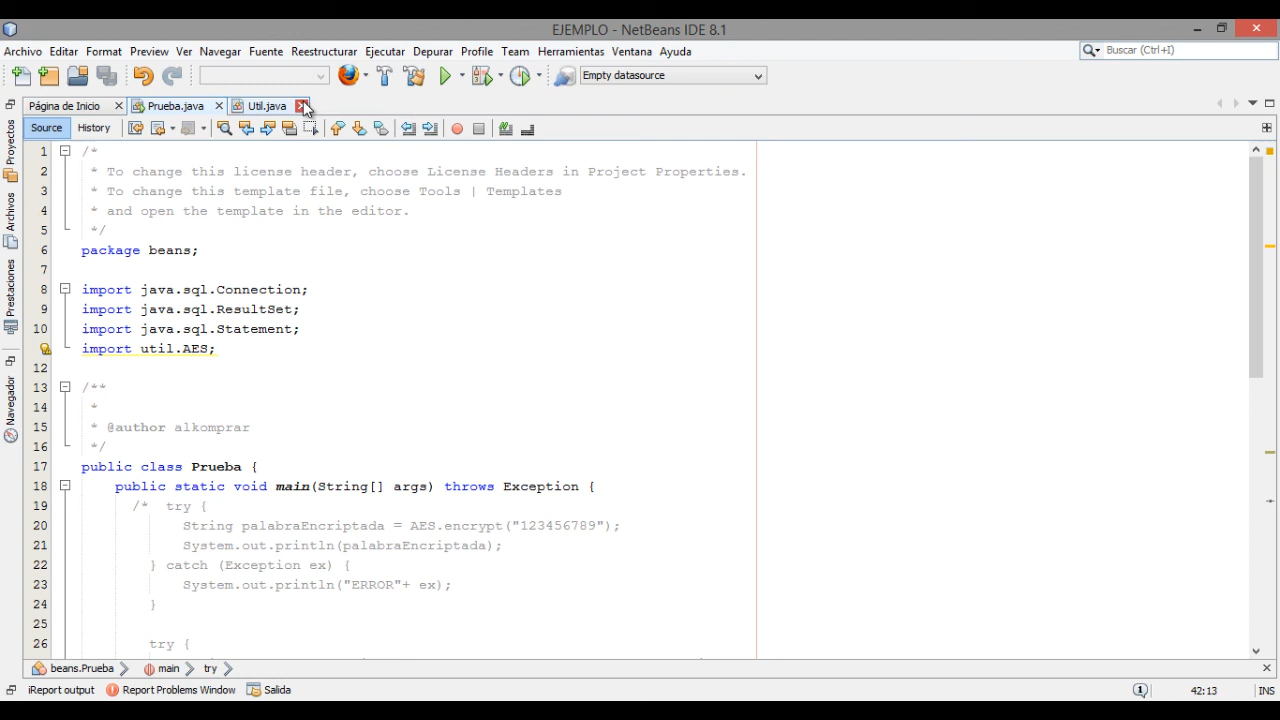 EJEMPLO - NetBeans IDE 8.1
Archivo Editar Format Preview Ver Navegar Fuente Reestructurar Ejecutar Depurar Profile Team Herramientas Ventana Ayuda
Buscar (Ctrl+I)
Empty datasource
Página de Inicio Prueba.java Util.java
Source History
Proyectos
Archivos
Prestaciones
Navegador
1 /*
2 * To change this license header, choose License Headers in Project Properties.
3 * To change this template file, choose Tools | Templates
4 * and open the template in the editor.
5 */
6 package beans;
7
8 import java.sql.Connection;
9 import java.sql.ResultSet;
10 import java.sql.Statement;
import util.AES;
12
13 /**
14 *
15 * @author alkomprar
16 */
17 public class Prueba {
18 public static void main(String[] args) throws Exception {
19 /* try {
20 String palabraEncriptada = AES.encrypt("123456789");
21 System.out.println(palabraEncriptada);
22 } catch (Exception ex) {
23 System.out.println("ERROR"+ ex);
24 }
25
26 try {
beans.Prueba main try
iReport output Report Problems Window Salida 1 42:13 INS